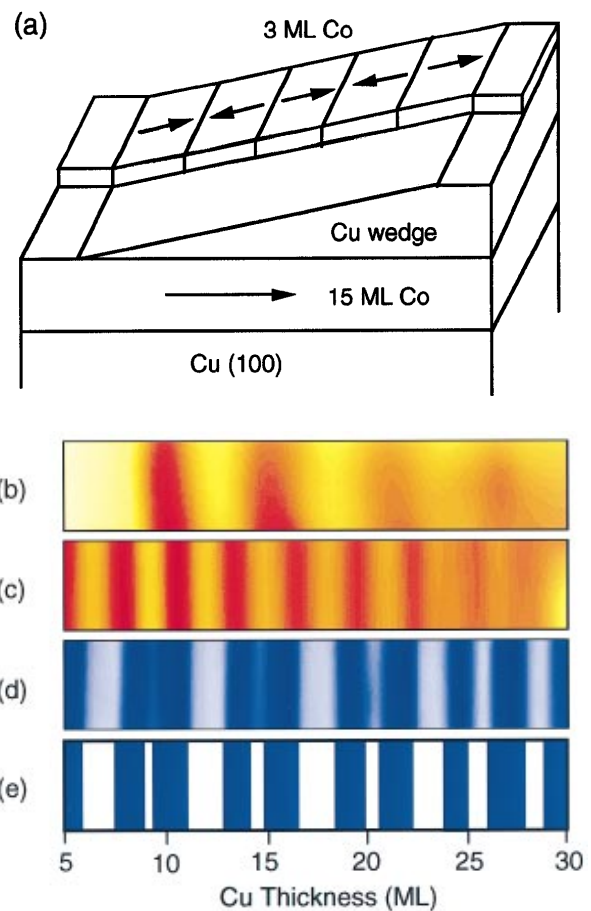 (a)
3 ML Co
Cu wedge
15 ML Co
Cu (100)
(b)
(c)
(d)
(e)
5 10 15 20 25 30
Cu Thickness (ML)